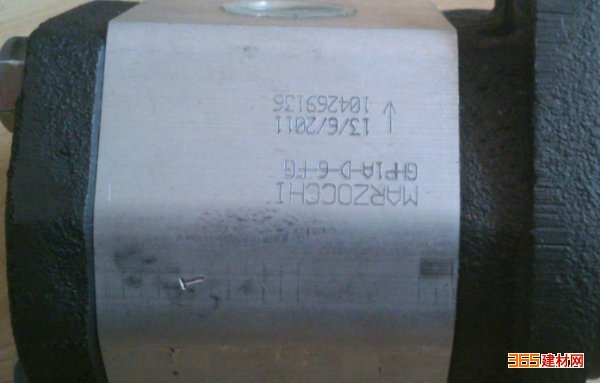 MARZOCCHI
GHP1A-D-6-FG
13/6/2011
104269136
365建材网